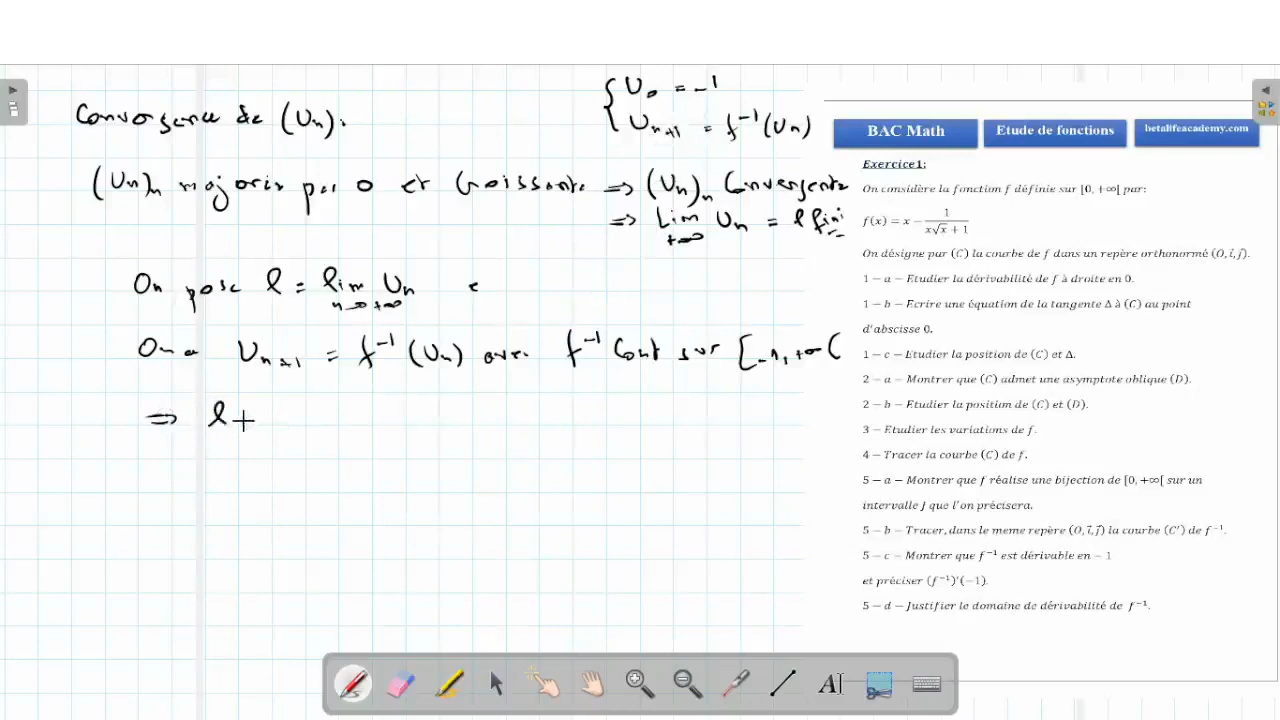 Convergence de (Un).
{ U0 = -1
Un+1 = f⁻¹(Un)
(Un)n majorée par 0 et croissante ⇒ (Un)n Convergente
⇒ Lim Un = l fini
+∞
On pose l = lim Un e
n→+∞
On a Un+1 = f⁻¹(Un) avec f⁻¹ Cont sur [-1,+∞(
⇒ l
BAC Math
Etude de fonctions
betalifeacademy.com
Exercice1:
On considère la fonction f définie sur [0, +∞[ par:
f(x) = x − 1/(x√x + 1)
On désigne par (C) la courbe de f dans un repère orthonormé (O, i⃗, j⃗).
1 − a − Etudier la dérivabilité de f à droite en 0.
1 − b − Ecrire une équation de la tangente Δ à (C) au point
d'abscisse 0.
1 − c − Etudier la position de (C) et Δ.
2 − a − Montrer que (C) admet une asymptote oblique (D).
2 − b − Etudier la position de (C) et (D).
3 − Etudier les variations de f.
4 − Tracer la courbe (C) de f.
5 − a − Montrer que f réalise une bijection de [0, +∞[ sur un
intervalle J que l'on précisera.
5 − b − Tracer, dans le meme repère (O, i⃗, j⃗) la courbe (C') de f⁻¹.
5 − c − Montrer que f⁻¹ est dérivable en − 1
et préciser (f⁻¹)'(−1).
5 − d − Justifier le domaine de dérivabilité de f⁻¹.